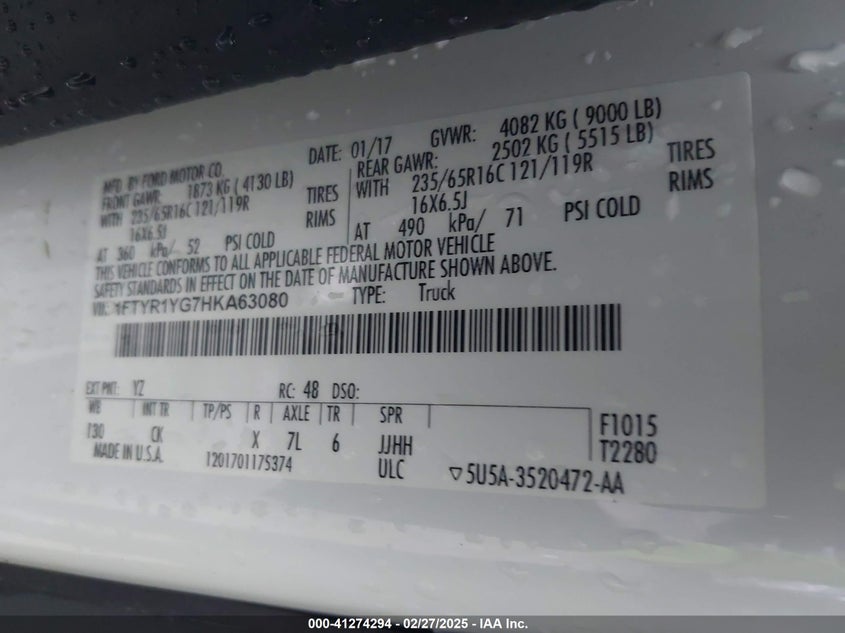 MFD. BY FORD MOTOR CO.
DATE: 01/17 GVWR: 4082 KG ( 9000 LB)
FRONT GAWR: 1873 KG ( 4130 LB) REAR GAWR: 2502 KG ( 5515 LB)
WITH 235/65R16C 121/119R TIRES WITH 235/65R16C 121/119R TIRES
16X6.5J RIMS 16X6.5J RIMS
AT 360 kPa/ 52 PSI COLD AT 490 kPa/ 71 PSI COLD
THIS VEHICLE CONFORMS TO ALL APPLICABLE FEDERAL MOTOR VEHICLE
SAFETY STANDARDS IN EFFECT ON THE DATE OF MANUFACTURE SHOWN ABOVE.
VIN: 1FTYR1YG7HKA63080 TYPE: Truck
EXT PNT: YZ RC: 48 DSO:
WB INT TR TP/PS R AXLE TR SPR F1015
130 CK X 7L 6 JJHH T2280
MADE IN U.S.A. 1201701175374 ULC ▽5U5A-3520472-AA
000-41274294 - 02/27/2025 - IAA Inc.